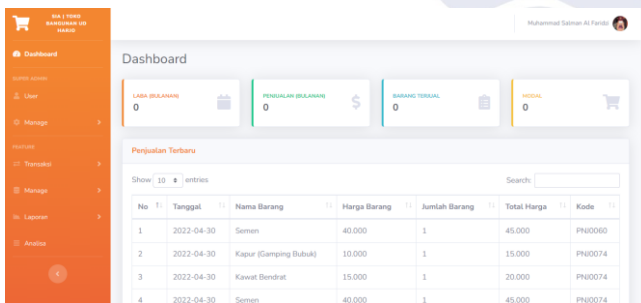 SIA | TOKO
BANGUNAN UD
HARJO
Muhammad Salman Al Faridzi
Dashboard
Dashboard
SUPER ADMIN
User
Manage
FEATURE
Transaksi
Manage
Laporan
Analisa
LABA (BULANAN)
0
PENJUALAN (BULANAN)
0
BARANG TERJUAL
0
MODAL
0
Penjualan Terbaru
Show 10 entries
Search:
No Tanggal Nama Barang Harga Barang Jumlah Barang Total Harga Kode
1 2022-04-30 Semen 40.000 1 45.000 PNJ0060
2 2022-04-30 Kapur (Gamping Bubuk) 10.000 1 15.000 PNJ0074
3 2022-04-30 Kawat Bendrat 15.000 1 20.000 PNJ0074
4 2022-04-30 Semen 40.000 1 45.000 PNJ0074